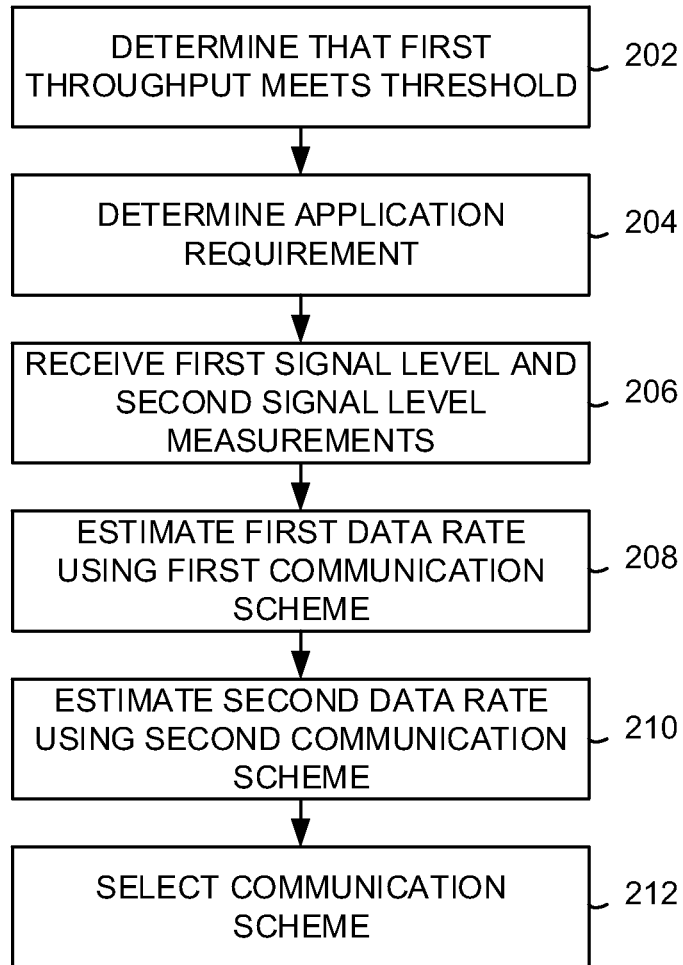 DETERMINE THAT FIRST
THROUGHPUT MEETS THRESHOLD
202
DETERMINE APPLICATION
REQUIREMENT
204
RECEIVE FIRST SIGNAL LEVEL AND
SECOND SIGNAL LEVEL
MEASUREMENTS
206
ESTIMATE FIRST DATA RATE
USING FIRST COMMUNICATION
SCHEME
208
ESTIMATE SECOND DATA RATE
USING SECOND COMMUNICATION
SCHEME
210
SELECT COMMUNICATION
SCHEME
212